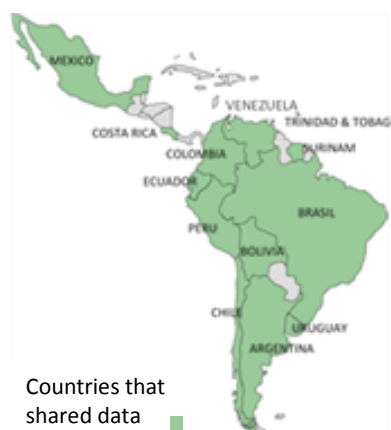 MEXICO
VENEZUELA
TRINIDAD & TOBAG
COSTA RICA
SURINAM
COLOMBIA
ECUADOR
BRASIL
PERU
BOLIVIA
CHILE
URUGUAY
ARGENTINA
Countries that
shared data